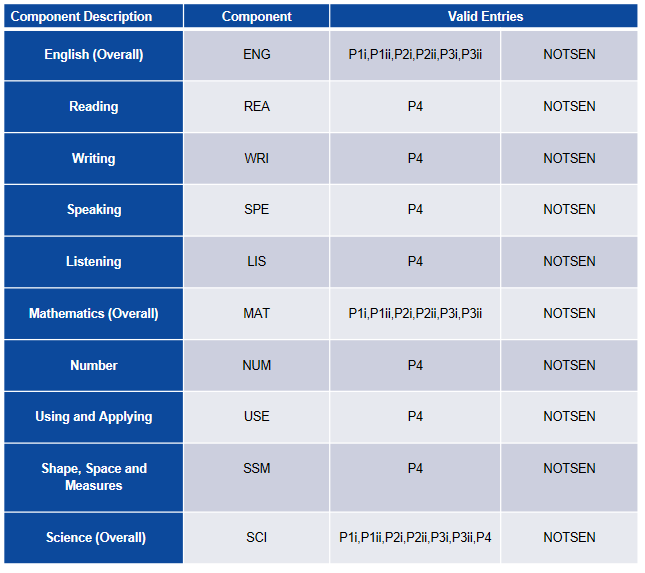 Component Description Component Valid Entries
English (Overall) ENG P1i,P1ii,P2i,P2ii,P3i,P3ii NOTSEN
Reading REA P4 NOTSEN
Writing WRI P4 NOTSEN
Speaking SPE P4 NOTSEN
Listening LIS P4 NOTSEN
Mathematics (Overall) MAT P1i,P1ii,P2i,P2ii,P3i,P3ii NOTSEN
Number NUM P4 NOTSEN
Using and Applying USE P4 NOTSEN
Shape, Space and
Measures SSM P4 NOTSEN
Science (Overall) SCI P1i,P1ii,P2i,P2ii,P3i,P3ii,P4 NOTSEN